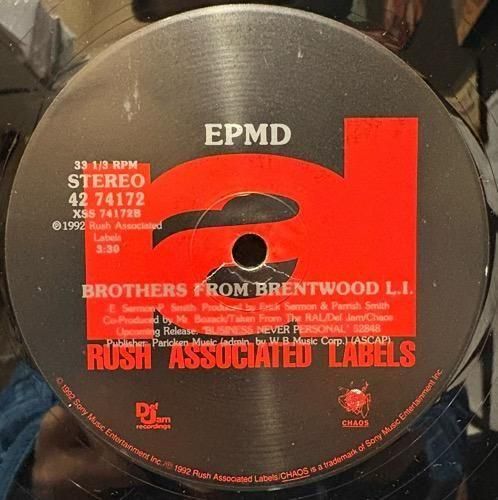 EPMD
33 1/3 RPM
STEREO
42 74172
XSS 74172B
℗1992 Rush Associated
Labels
3:30
BROTHERS FROM BRENTWOOD L.I.
E. Sermon-P. Smith. Produced by Erick Sermon & Parrish Smith
Co-Produced by Mr. Bozack/Taken From The RAL/Def Jam/Chaos
Upcoming Release, 'BUSINESS NEVER PERSONAL' 52848
Publisher: Paricken Music (admin. by W.B Music Corp.) (ASCAP)
RUSH ASSOCIATED LABELS
Def
Jam
recordings
CHAOS
© 1992 Sony Music Entertainment Inc./℗ 1992 Rush Associated Labels/CHAOS is a trademark of Sony Music Entertainment Inc.